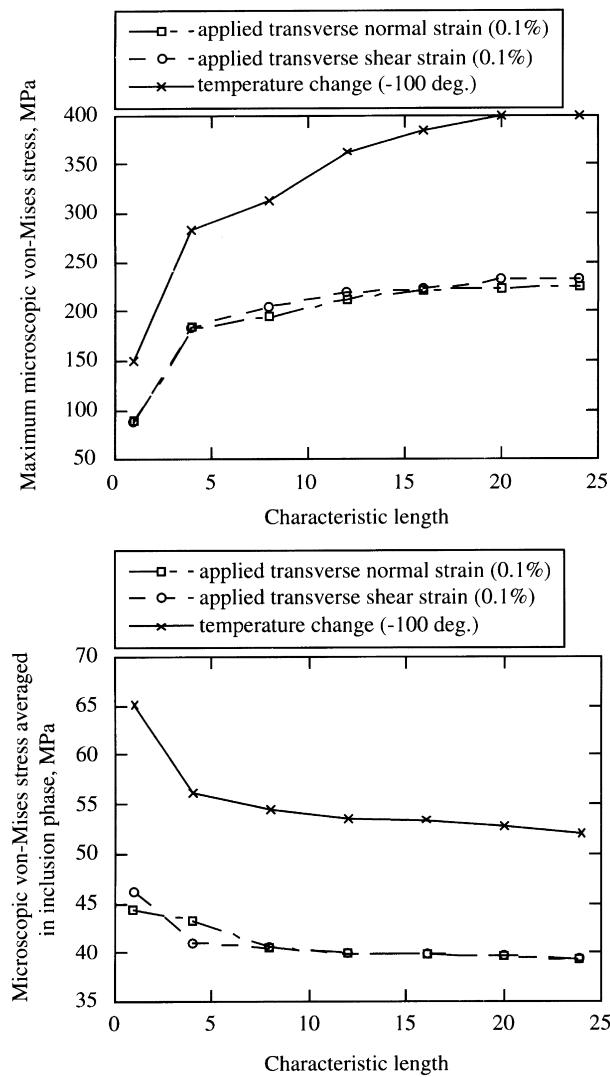 applied transverse normal strain (0.1%)
applied transverse shear strain (0.1%)
temperature change (-100 deg.)
Maximum microscopic von-Mises stress, MPa
400
350
300
250
200
150
100
50
0
5
10
15
20
25
Characteristic length
applied transverse normal strain (0.1%)
applied transverse shear strain (0.1%)
temperature change (-100 deg.)
Microscopic von-Mises stress averaged
in inclusion phase, MPa
70
65
60
55
50
45
40
35
0
5
10
15
20
25
Characteristic length